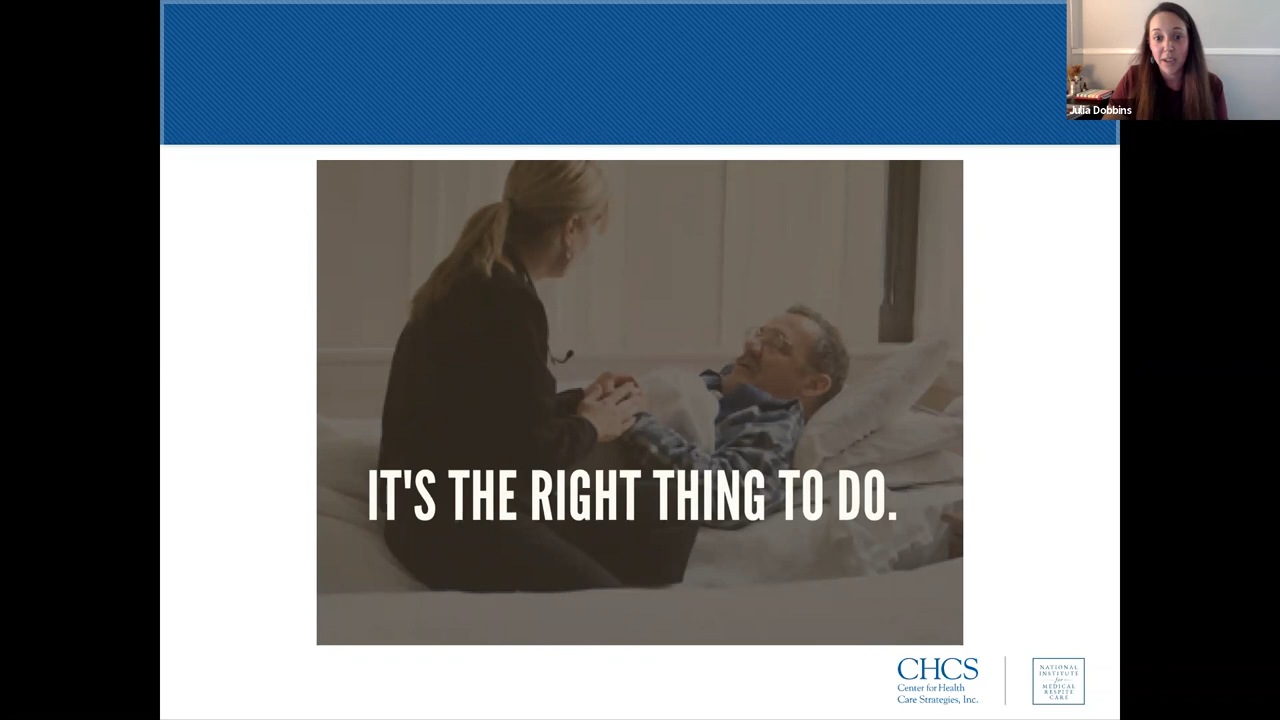 Julia Dobbins
IT'S THE RIGHT THING TO DO.
CHCS
Center for Health
Care Strategies, Inc.
NATIONAL
INSTITUTE
for
MEDICAL
RESPITE
CARE